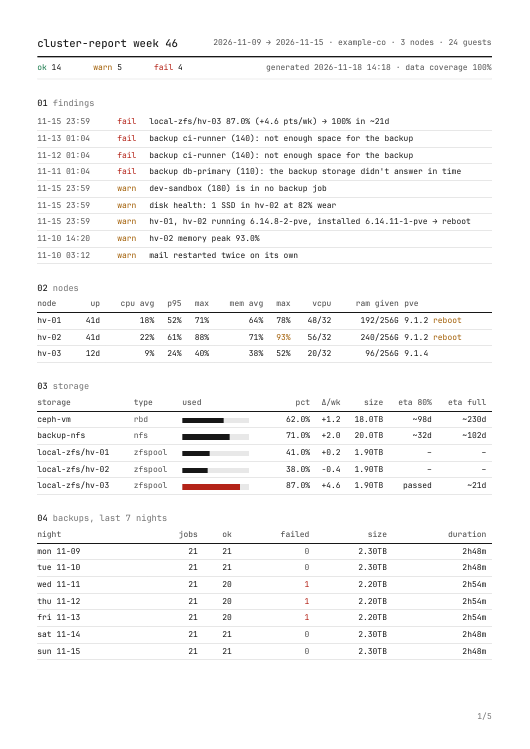 cluster-report week 46 2026-11-09 → 2026-11-15 · example-co · 3 nodes · 24 guests
ok 14 warn 5 fail 4 generated 2026-11-18 14:18 · data coverage 100%
01 findings
11-15 23:59 fail local-zfs/hv-03 87.0% (+4.6 pts/wk) → 100% in ~21d
11-13 01:04 fail backup ci-runner (140): not enough space for the backup
11-12 01:04 fail backup ci-runner (140): not enough space for the backup
11-11 01:04 fail backup db-primary (110): the backup storage didn't answer in time
11-15 23:59 warn dev-sandbox (180) is in no backup job
11-15 23:59 warn disk health: 1 SSD in hv-02 at 82% wear
11-15 23:59 warn hv-01, hv-02 running 6.14.8-2-pve, installed 6.14.11-1-pve → reboot
11-10 14:20 warn hv-02 memory peak 93.0%
11-10 03:12 warn mail restarted twice on its own
02 nodes
node up cpu avg p95 max mem avg max vcpu ram given pve
hv-01 41d 18% 52% 71% 64% 78% 48/32 192/256G 9.1.2 reboot
hv-02 41d 22% 61% 88% 71% 93% 56/32 240/256G 9.1.2 reboot
hv-03 12d 9% 24% 40% 38% 52% 20/32 96/256G 9.1.4
03 storage
storage type used pct Δ/wk size eta 80% eta full
ceph-vm rbd 62.0% +1.2 18.0TB ~98d ~230d
backup-nfs nfs 71.0% +2.0 20.0TB ~32d ~102d
local-zfs/hv-01 zfspool 41.0% +0.2 1.90TB – –
local-zfs/hv-02 zfspool 38.0% -0.4 1.90TB – –
local-zfs/hv-03 zfspool 87.0% +4.6 1.90TB passed ~21d
04 backups, last 7 nights
night jobs ok failed size duration
mon 11-09 21 21 0 2.30TB 2h48m
tue 11-10 21 21 0 2.30TB 2h48m
wed 11-11 21 20 1 2.20TB 2h54m
thu 11-12 21 20 1 2.20TB 2h54m
fri 11-13 21 20 1 2.20TB 2h54m
sat 11-14 21 21 0 2.30TB 2h48m
sun 11-15 21 21 0 2.30TB 2h48m
1/5